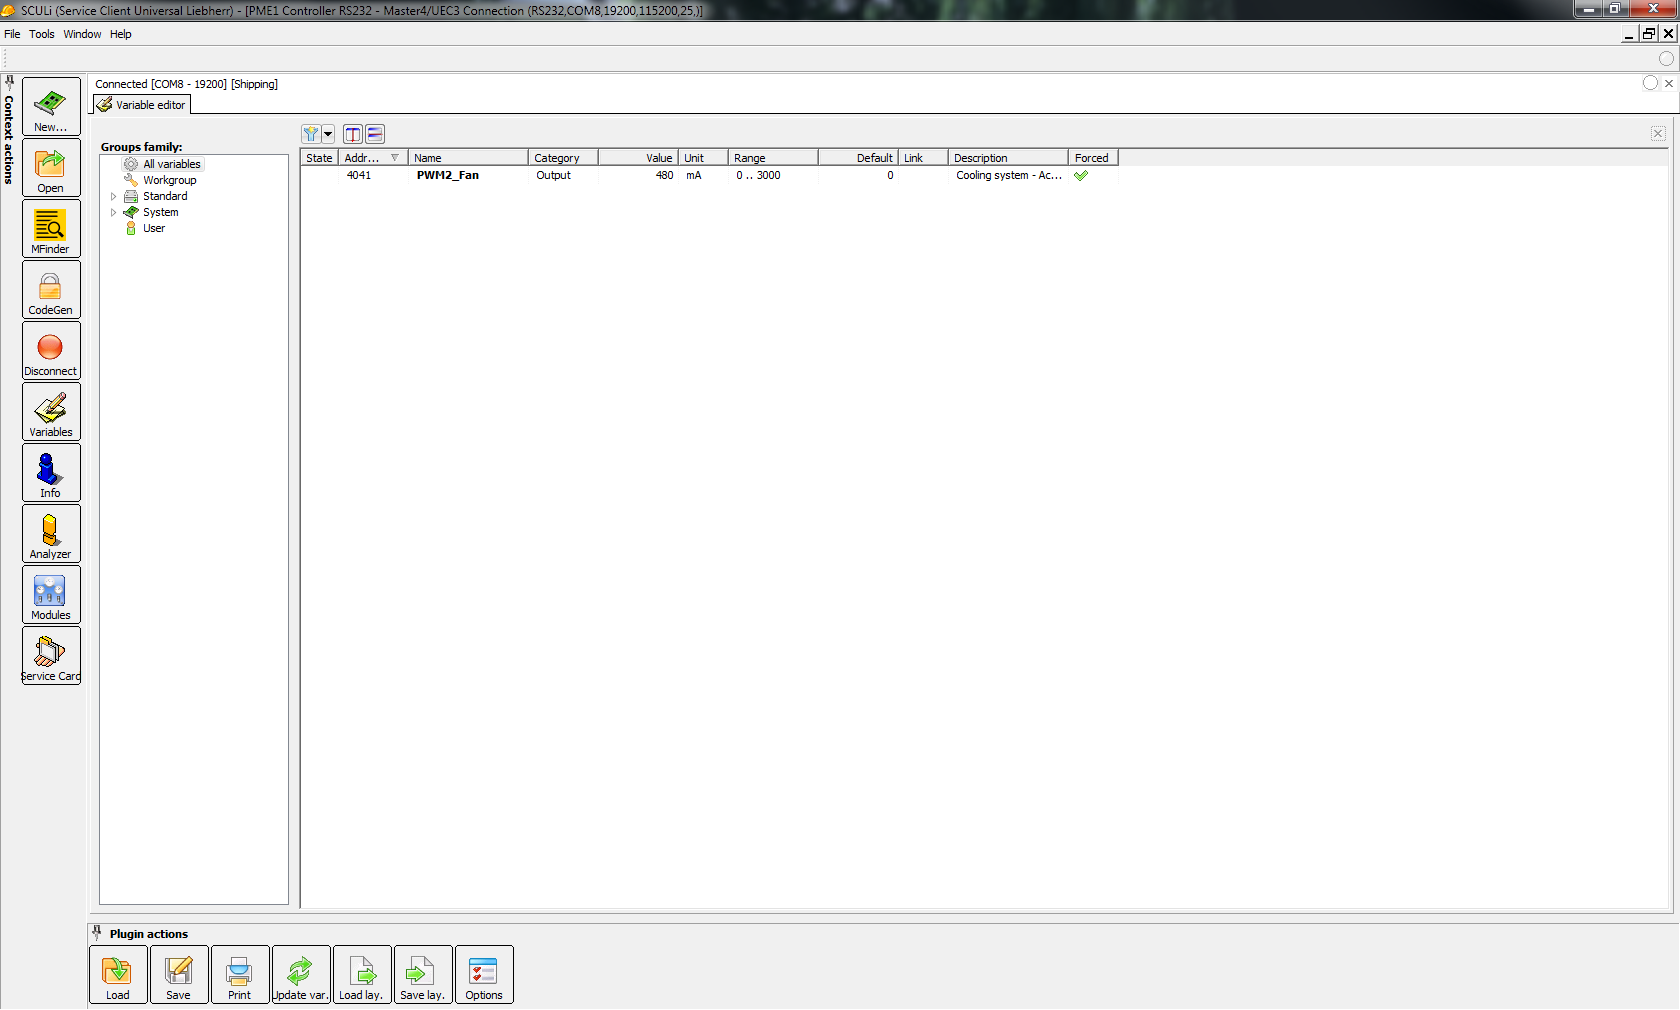 SCULi (Service Client Universal Liebherr) - [PME1 Controller RS232 - Master4/UEC3 Connection (RS232,COM8,19200,115200,25,)]
File Tools Window Help
Context actions
New...
Open
MFinder
CodeGen
Disconnect
Variables
Info
Analyzer
Modules
Service Card
Connected [COM8 - 19200] [Shipping]
Variable editor
Groups family:
All variables
Workgroup
Standard
System
User
State Addr... Name Category Value Unit Range Default Link Description Forced
4041 PWM2_Fan Output 480 mA 0 .. 3000 0 Cooling system - Ac...
Plugin actions
Load Save Print Update var. Load lay. Save lay. Options